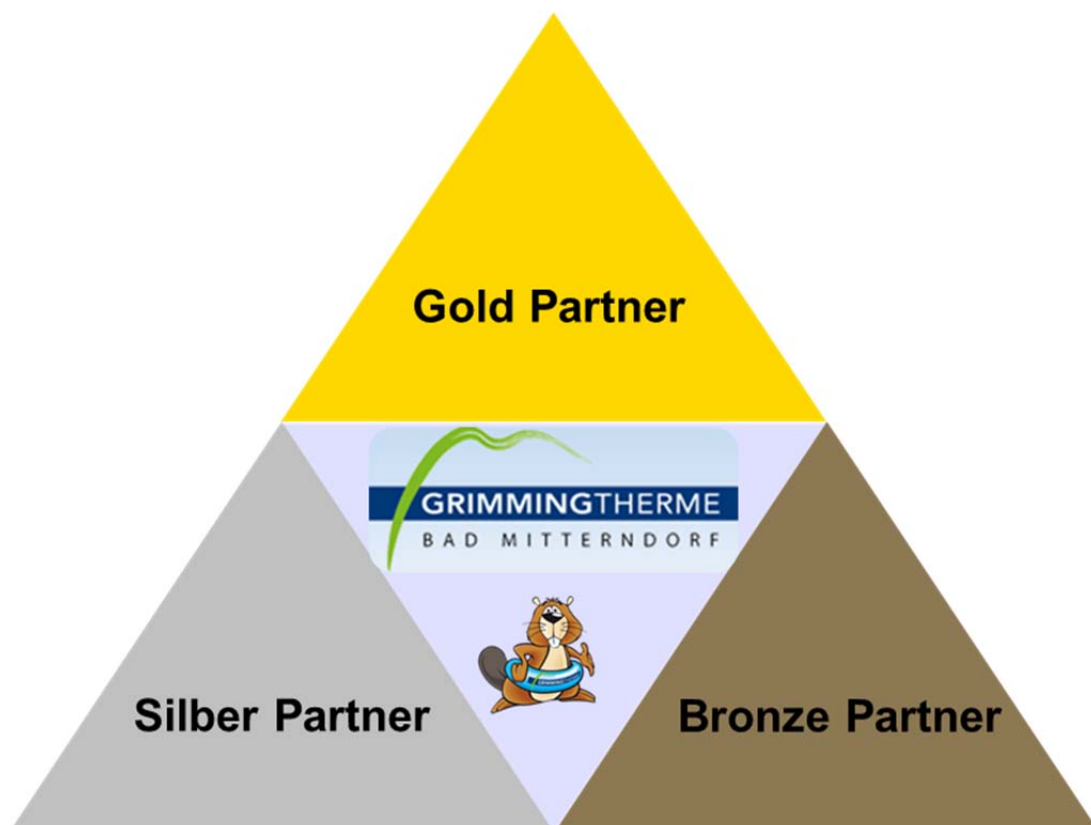 Gold Partner
GRIMMINGTHERME
BAD MITTERNDORF
Silber Partner
Bronze Partner